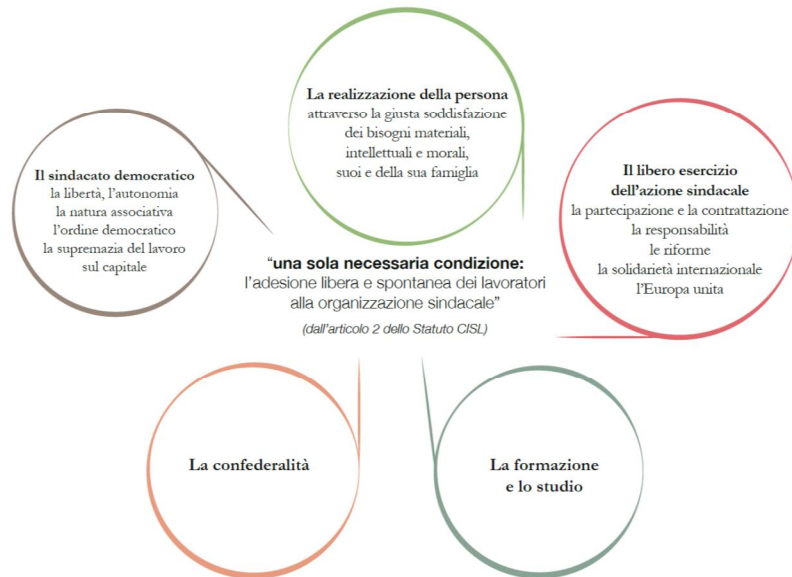 La realizzazione della persona
attraverso la giusta soddisfazione
dei bisogni materiali,
intellettuali e morali,
suoi e della sua famiglia
Il sindacato democratico
la libertà, l'autonomia
la natura associativa
l'ordine democratico
la supremazia del lavoro
sul capitale
Il libero esercizio
dell'azione sindacale
la partecipazione e la contrattazione
la responsabilità
le riforme
la solidarietà internazionale
l'Europa unita
"una sola necessaria condizione:
l'adesione libera e spontanea dei lavoratori
alla organizzazione sindacale"
(dall'articolo 2 dello Statuto CISL)
La confederalità
La formazione
e lo studio